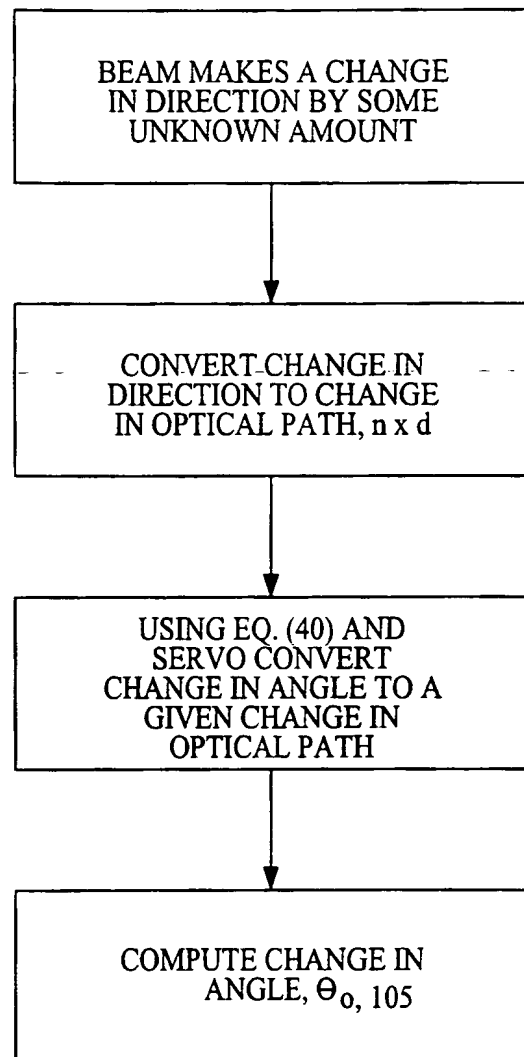 BEAM MAKES A CHANGE
IN DIRECTION BY SOME
UNKNOWN AMOUNT
CONVERT CHANGE IN
DIRECTION TO CHANGE
IN OPTICAL PATH, n x d
USING EQ. (40) AND
SERVO CONVERT
CHANGE IN ANGLE TO A
GIVEN CHANGE IN
OPTICAL PATH
COMPUTE CHANGE IN
ANGLE, Θo, 105